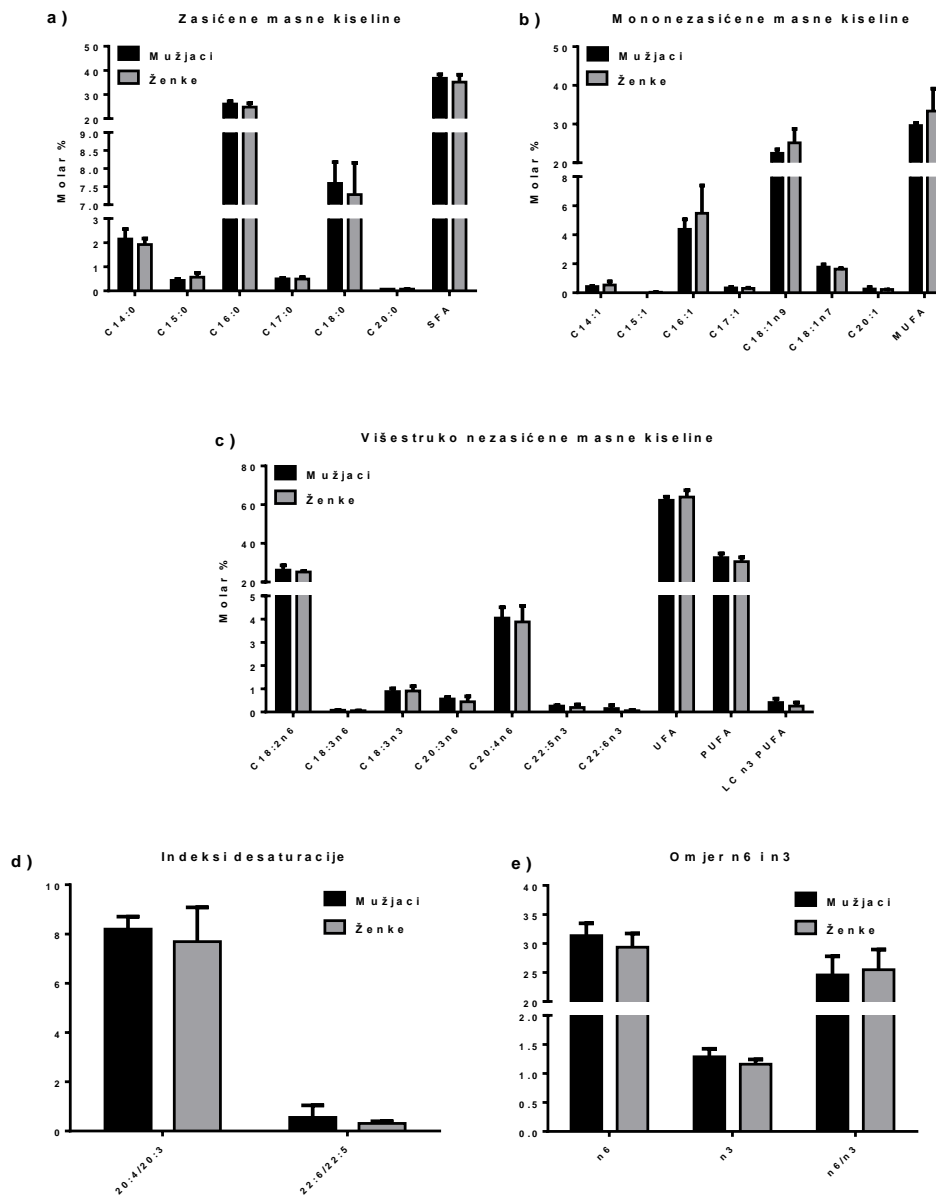 a) Zasićene masne kiseline
Mužjaci
Ženke
Molar %
50
40
30
20
9.0
8.5
8.0
7.5
7.0
3
2
1
0
C14:0
C15:0
C16:0
C17:0
C18:0
C20:0
SFA
b) Mononezasićene masne kiseline
Mužjaci
Ženke
Molar %
50
40
30
20
8
6
4
2
0
C14:1
C15:1
C16:1
C17:1
C18:1n9
C18:1n7
C20:1
MUFA
c) Višestruko nezasićene masne kiseline
Mužjaci
Ženke
Molar %
80
60
40
20
5
4
3
2
1
0
C18:2n6
C18:3n6
C18:3n3
C20:3n6
C20:4n6
C22:5n3
C22:6n3
UFA
PUFA
LC n3 PUFA
d) Indeksi desaturacije
Mužjaci
Ženke
10
8
6
4
2
0
20:4/20:3
22:6/22:5
e) Omjer n6 i n3
Mužjaci
Ženke
40
35
30
25
20
2.0
1.5
1.0
0.5
0.0
n6
n3
n6/n3